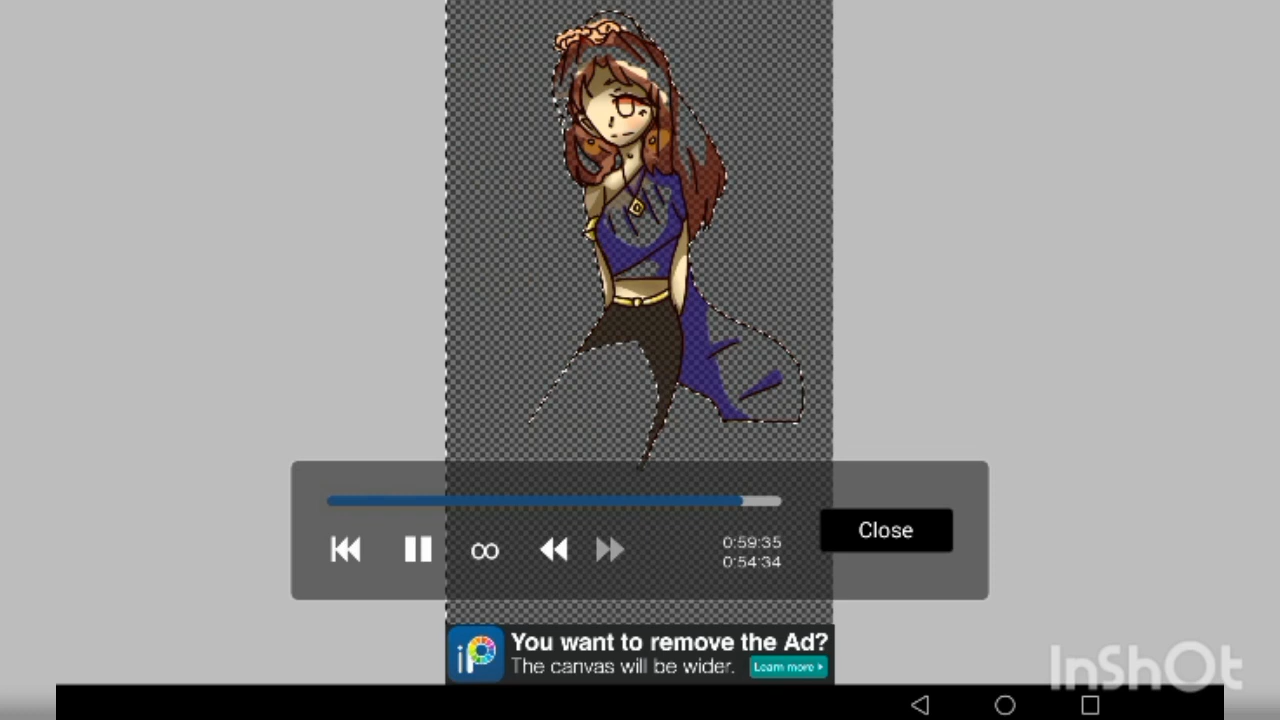 0:59:35
0:54:34
Close
iP
You want to remove the Ad?
The canvas will be wider.
Learn more
InShOt